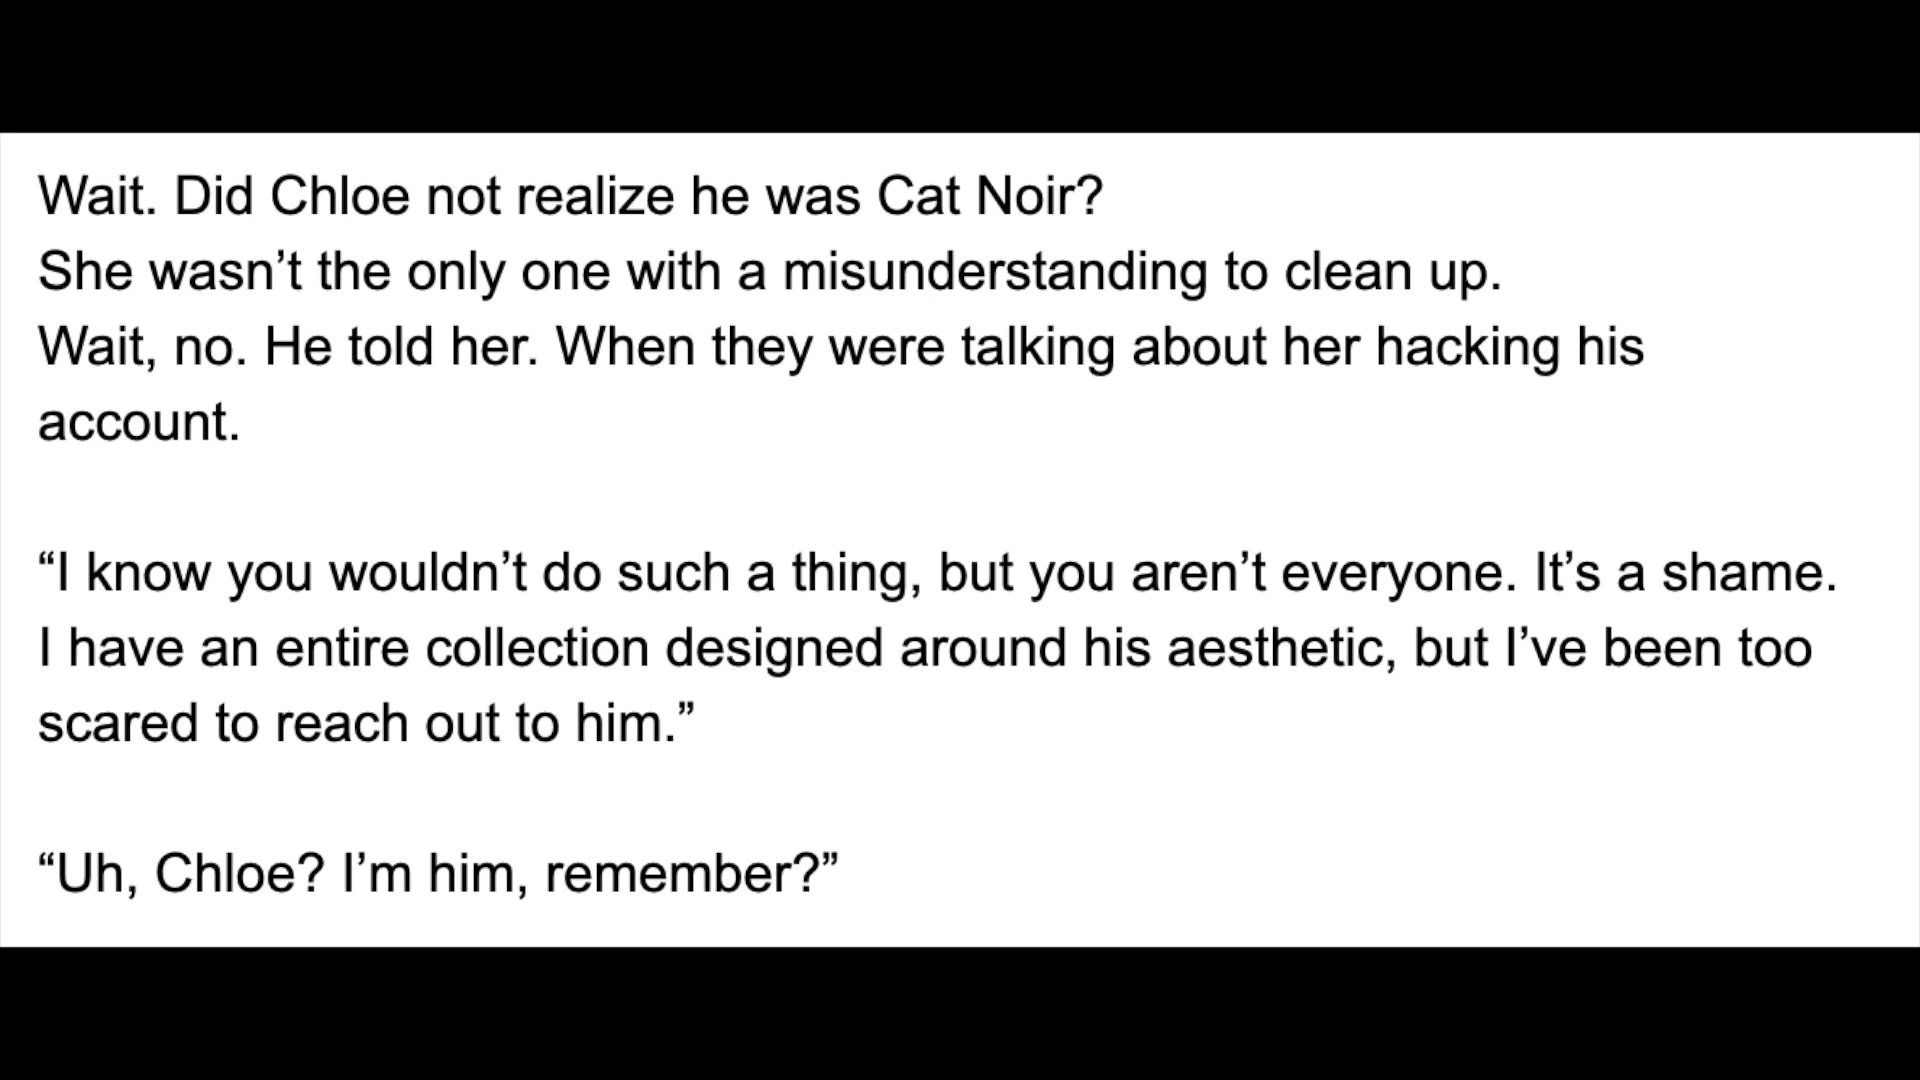 Wait. Did Chloe not realize he was Cat Noir?
She wasn’t the only one with a misunderstanding to clean up.
Wait, no. He told her. When they were talking about her hacking his
account.
“I know you wouldn’t do such a thing, but you aren’t everyone. It’s a shame.
I have an entire collection designed around his aesthetic, but I’ve been too
scared to reach out to him.”
“Uh, Chloe? I’m him, remember?”